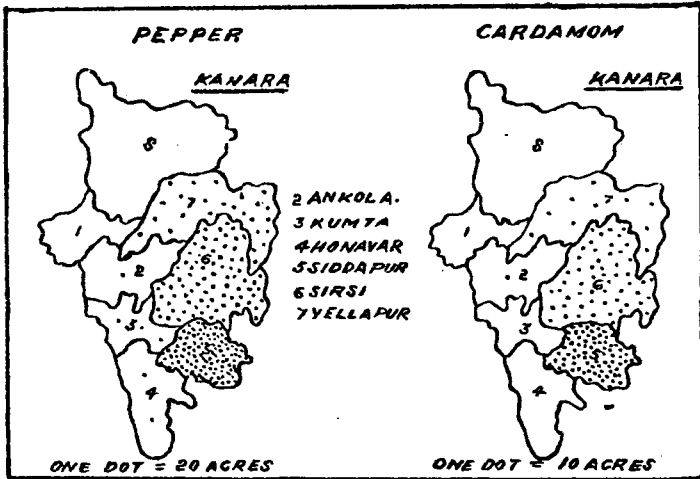 PEPPER
KANARA
8
7
1
6
2
3
5
4
ONE DOT = 20 ACRES
2 ANKOLA.
3 KUMTA
4 HONAVAR
5 SIDDAPUR
6 SIRSI
7 YELLAPUR
CARDAMOM
KANARA
8
7
1
2
6
3
5
4
ONE DOT = 10 ACRES